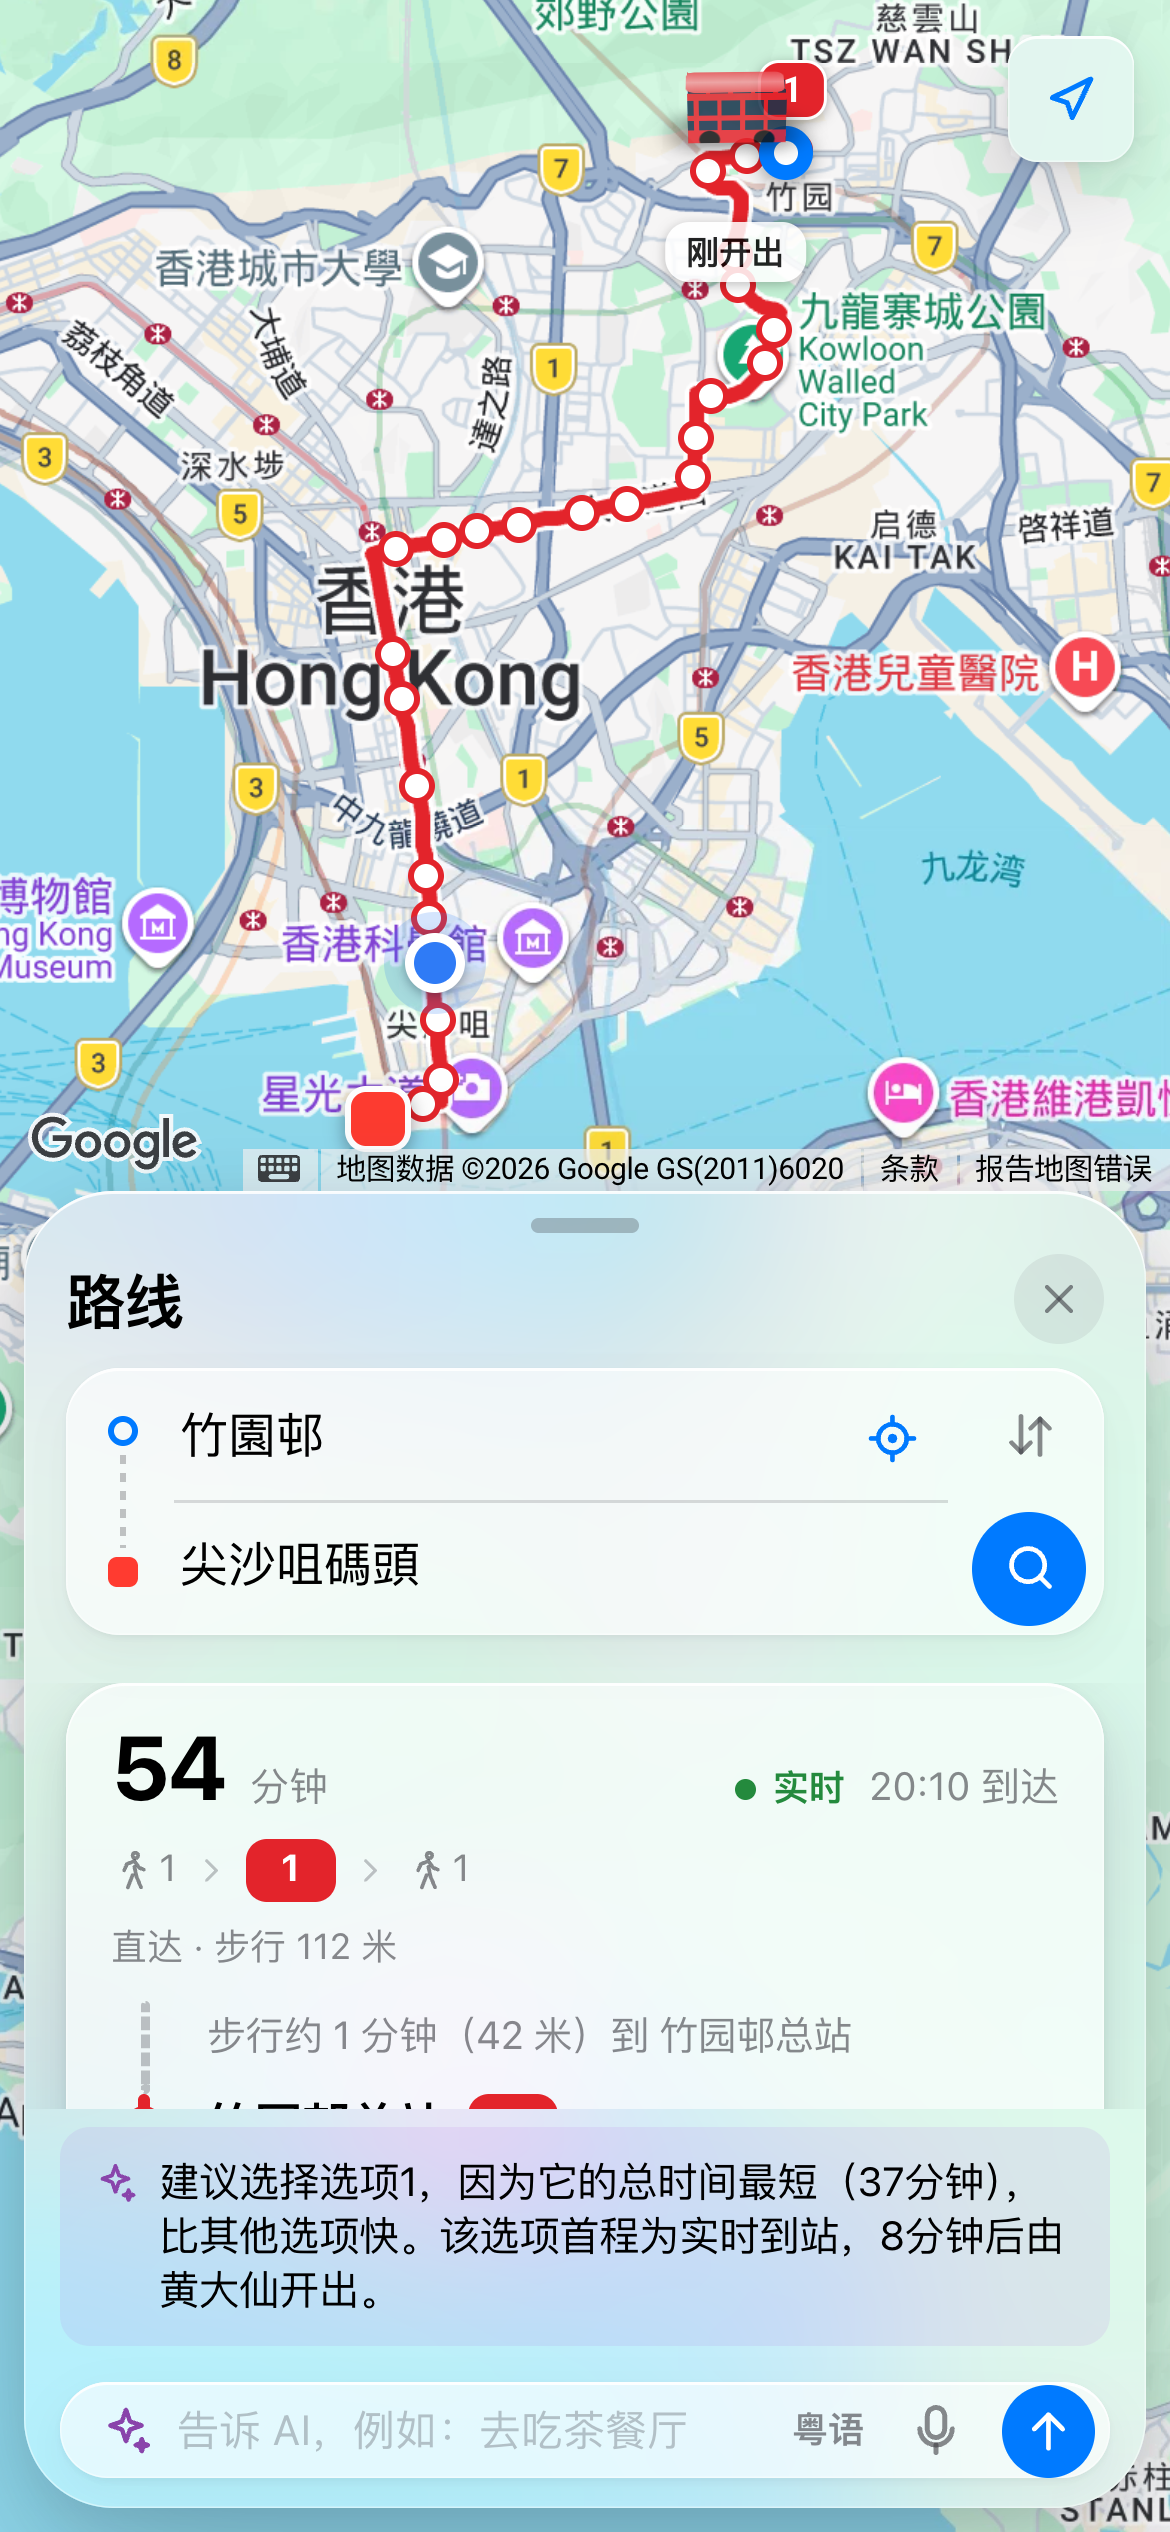 郊野公園
慈雲山
TSZ WAN SH
8
1
7
竹园
7
刚开出
香港城市大學
大埔道
荔枝角道
九龍寨城公園
Kowloon
Walled
City Park
1
達之路
3
深水埗
5
7
启德
KAI TAK
啓祥道
香港
Hong Kong
香港兒童醫院
H
5
3
1
中九龍繞道
九龙湾
博物館
ng Kong
Museum
香港科學館
尖沙咀
3
星光大道
香港維港凱
1
Google
地图数据 ©2026 Google GS(2011)6020
条款
报告地图错误
路线
竹園邨
尖沙咀碼頭
54 分钟
实时 20:10 到达
1 > 1 > 1
直达 · 步行 112 米
步行约 1 分钟（42 米）到 竹园邨总站
建议选择选项1，因为它的总时间最短（37分钟），
比其他选项快。该选项首程为实时到站，8分钟后由
黄大仙开出。
告诉 AI，例如：去吃茶餐厅
粤语
STANL